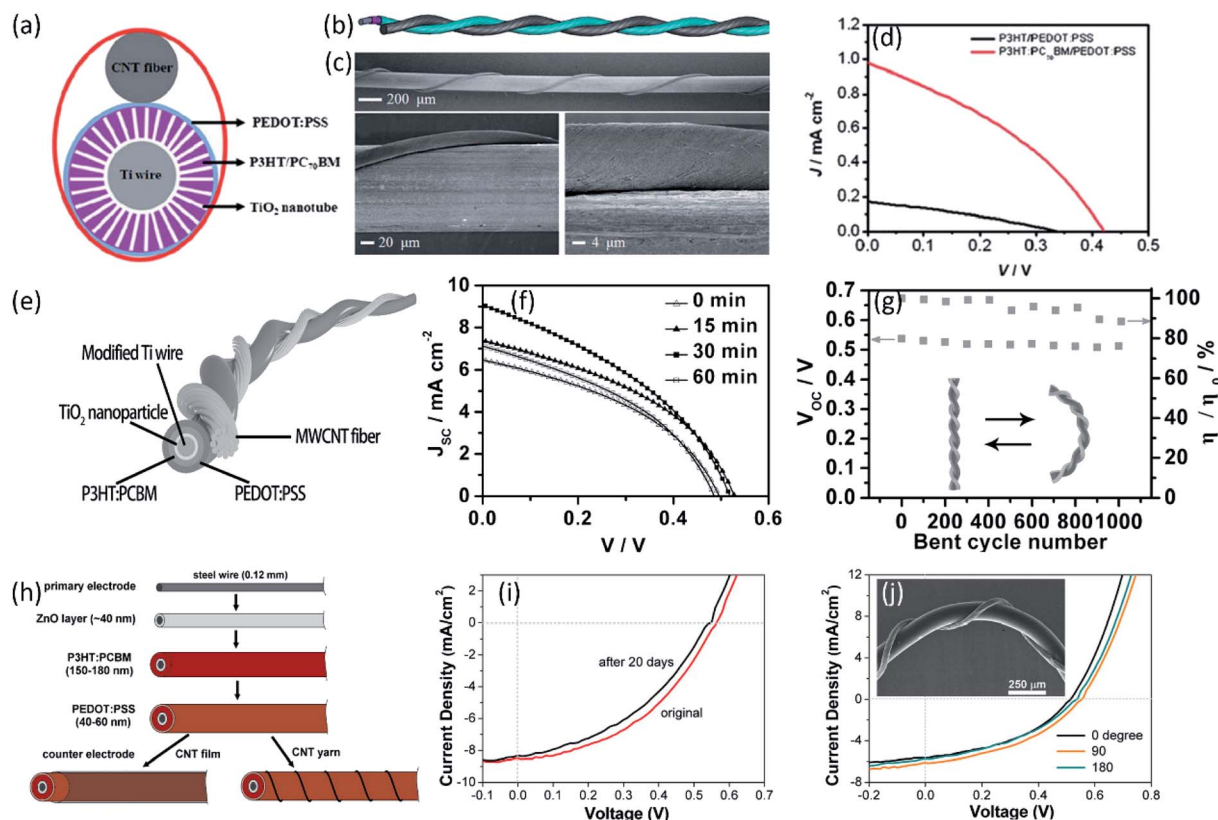 (a)
CNT fiber
PEDOT:PSS
P3HT/PC₇₀BM
Ti wire
TiO₂ nanotube
(b)
(c)
200 μm
20 μm
4 μm
(d)
P3HT/PEDOT:PSS
P3HT:PC₇₀BM/PEDOT:PSS
J / mA cm⁻²
1.4
1.2
1.0
0.8
0.6
0.4
0.2
0.0
0.0 0.1 0.2 0.3 0.4 0.5
V / V
(e)
Modified Ti wire
TiO₂ nanoparticle
MWCNT fiber
P3HT:PCBM
PEDOT:PSS
(f)
0 min
15 min
30 min
60 min
J_SC / mA cm⁻²
10
8
6
4
2
0
0.0 0.2 0.4 0.6
V / V
(g)
V_OC / V
0.7
0.6
0.5
0.4
0.3
0.2
0.1
0.0
100
80
60
40
20
0
μ / μ₀ / %
0 200 400 600 800 1000
Bent cycle number
(h)
steel wire (0.12 mm)
primary electrode
ZnO layer (~40 nm)
P3HT:PCBM
(150-180 nm)
PEDOT:PSS
(40-60 nm)
counter electrode
CNT film
CNT yarn
(i)
Current Density (mA/cm²)
2
0
-2
-4
-6
-8
-10
after 20 days
original
-0.1 0.0 0.1 0.2 0.3 0.4 0.5 0.6 0.7
Voltage (V)
(j)
Current Density (mA/cm²)
12
8
4
0
-4
-8
250 μm
0 degree
90
180
-0.2 0.0 0.2 0.4 0.6 0.8
Voltage (V)